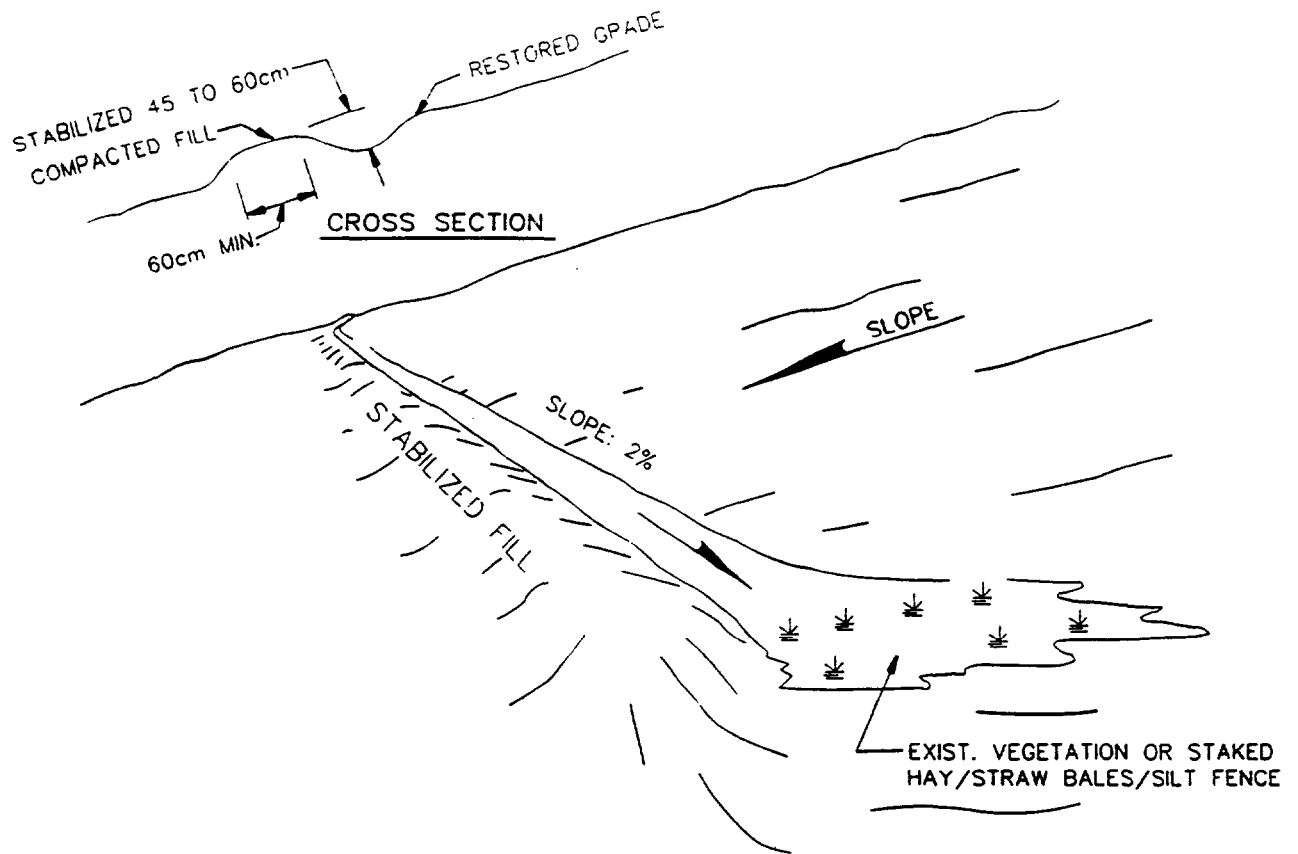 RESTORED GRADE
STABILIZED 45 TO 60cm
COMPACTED FILL
60cm MIN.
CROSS SECTION
SLOPE
SLOPE: 2%
STABILIZED FILL
EXIST. VEGETATION OR STAKED
HAY/STRAW BALES/SILT FENCE